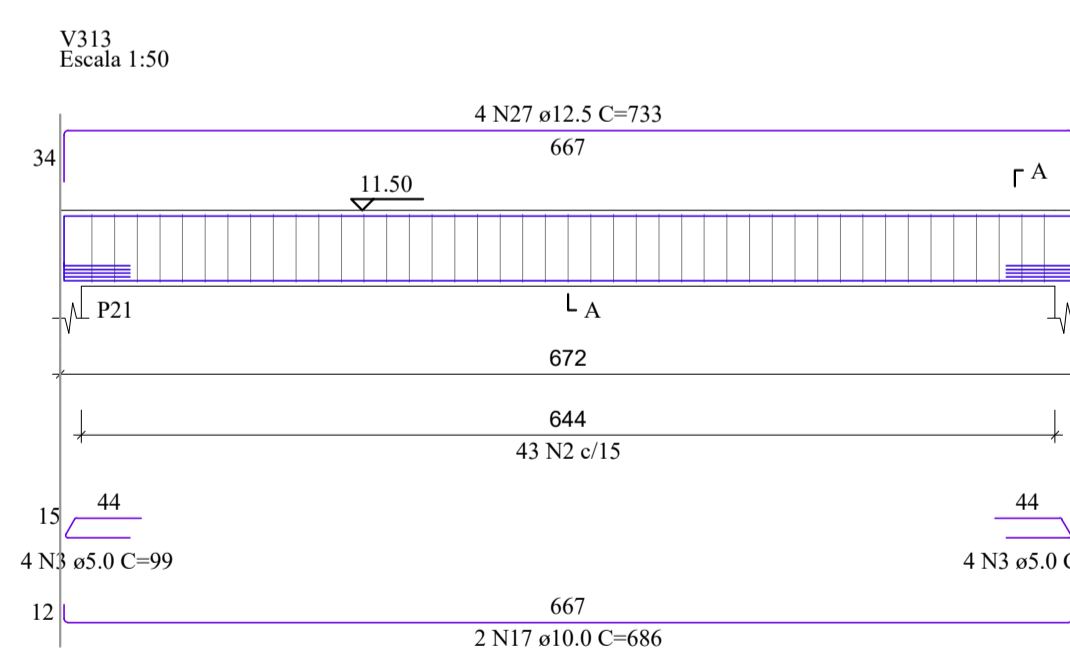 V313
Escala 1:50
4 N27 ø12.5 C=733
667
34
A
11.50
P21
A
672
644
43 N2 c/15
44
44
15
4 N3 ø5.0 C=99
4 N3 ø5.0
667
12
2 N17 ø10.0 C=686